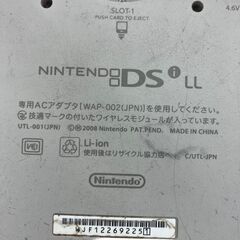 SLOT-1
PUSH CARD TO EJECT
4.6V
NINTENDO DSi LL
専用ACアダプタ[WAP-002(JPN)]を使用してください。
技適マークの付いたワイヤレスモジュールが入っています。
UTL-001(JPN) ©2008 Nintendo PAT.PEND. MADE IN CHINA
Li-ion
使用後はリサイクル協力店へ
C/UTL-JPN
Nintendo
WJF12269225 1